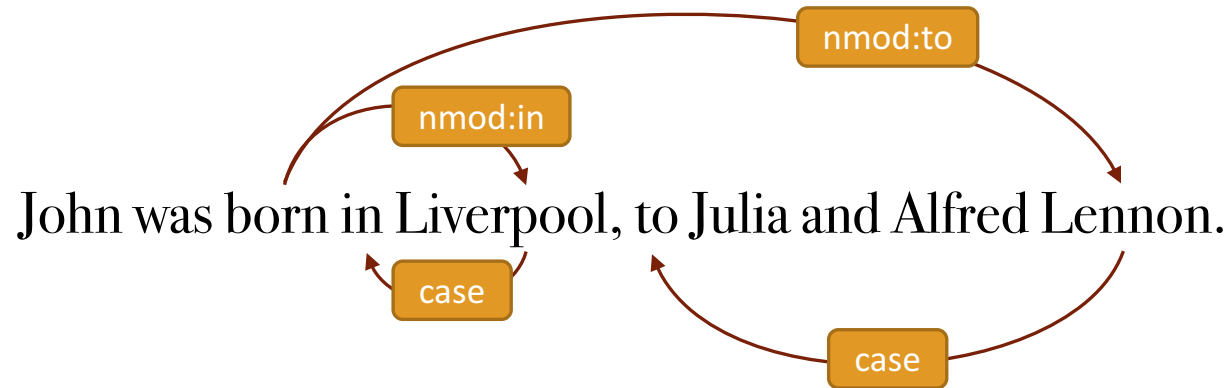 nmod:to
nmod:in
John was born in Liverpool, to Julia and Alfred Lennon.
case
case